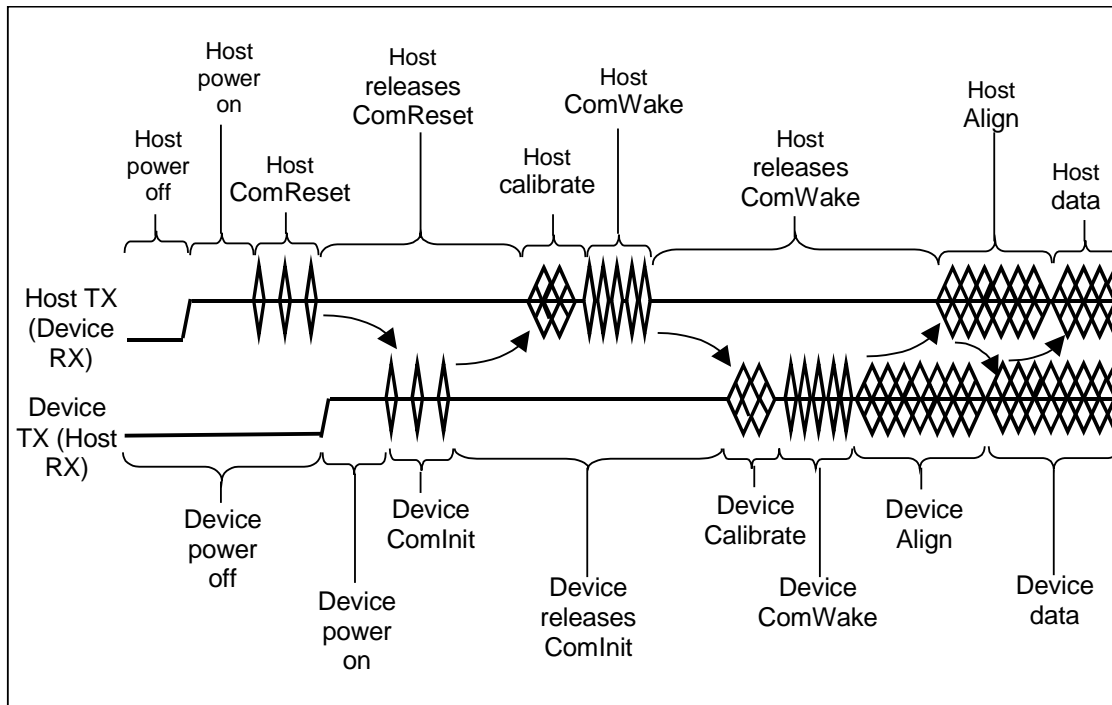 Host
power
off
Host
power
on
Host
ComReset
Host
releases
ComReset
Host
calibrate
Host
ComWake
Host
releases
ComWake
Host
Align
Host
data
Host TX
(Device
RX)
Device
TX (Host
RX)
Device
power
off
Device
power
on
Device
ComInit
Device
releases
ComInit
Device
Calibrate
Device
ComWake
Device
Align
Device
data